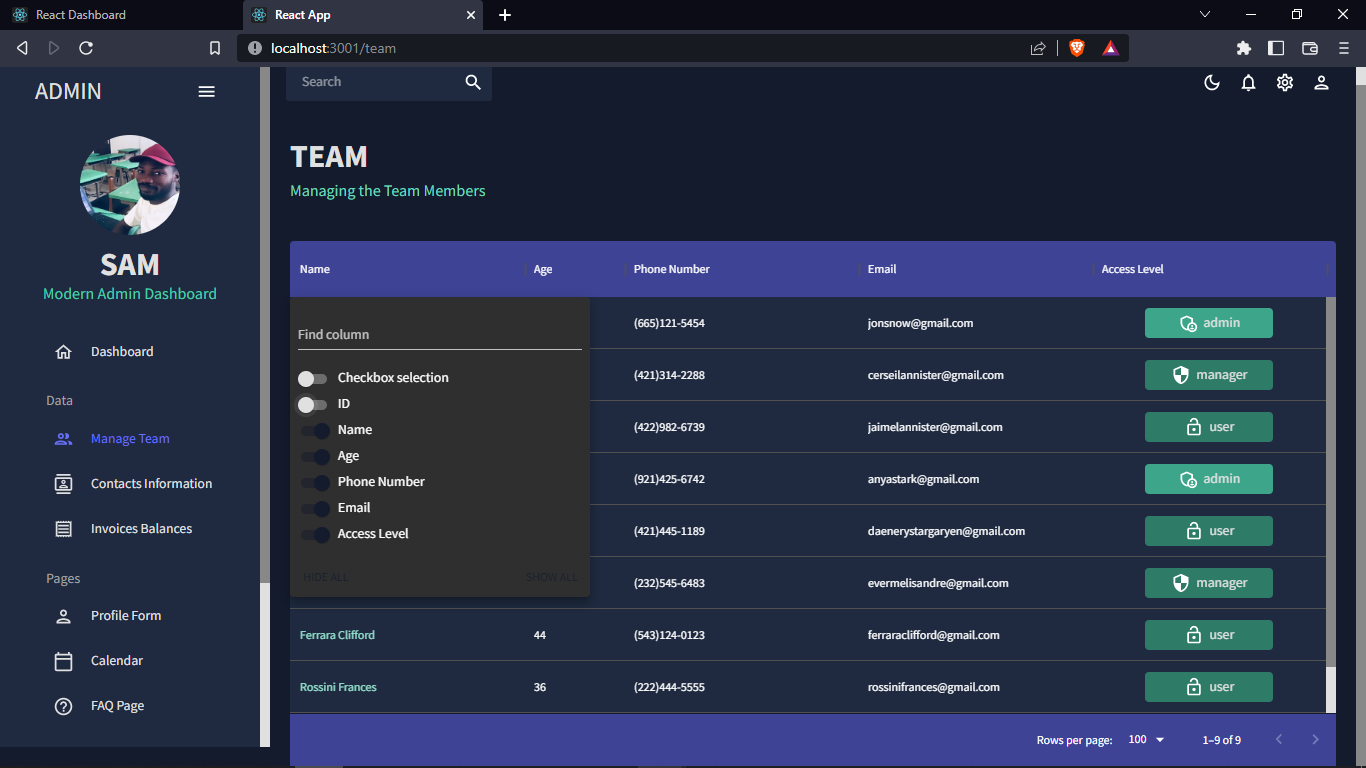 React Dashboard
React App
localhost:3001/team
ADMIN
Search
SAM
Modern Admin Dashboard
Dashboard
Data
Manage Team
Contacts Information
Invoices Balances
Pages
Profile Form
Calendar
FAQ Page
TEAM
Managing the Team Members
Name Age Phone Number Email Access Level
Find column
Checkbox selection
ID
Name
Age
Phone Number
Email
Access Level
HIDE ALL SHOW ALL
(665)121-5454 jonsnow@gmail.com admin
(421)314-2288 cerseilannister@gmail.com manager
(422)982-6739 jaimelannister@gmail.com user
(921)425-6742 anyastark@gmail.com admin
(421)445-1189 daenerystargaryen@gmail.com user
(232)545-6483 evermelisandre@gmail.com manager
Ferrara Clifford 44 (543)124-0123 ferraraclifford@gmail.com user
Rossini Frances 36 (222)444-5555 rossinifrances@gmail.com user
Rows per page: 100 1–9 of 9